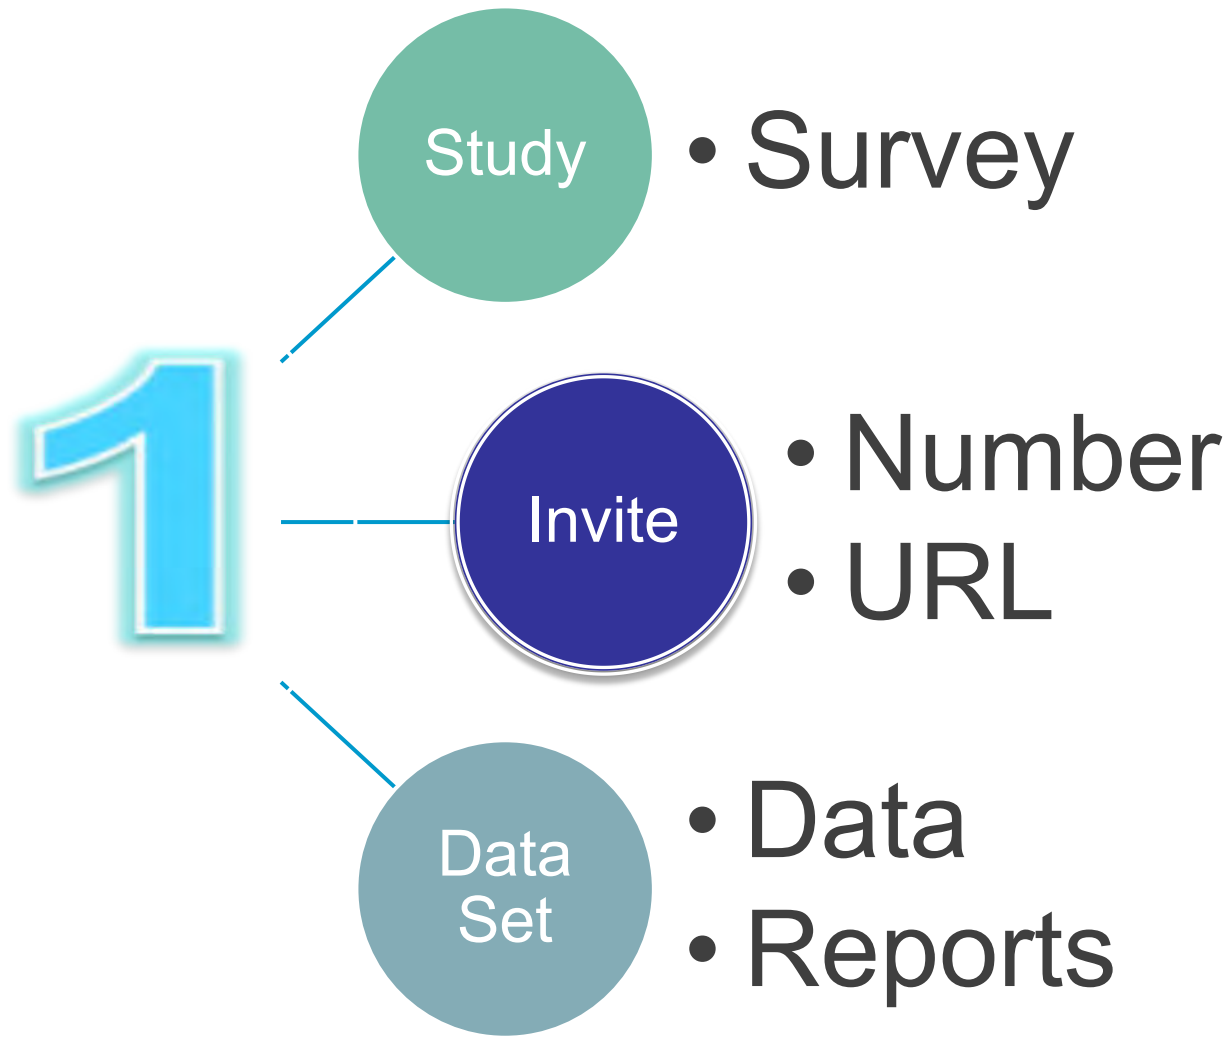 1
Study
• Survey
Invite
• Number
• URL
Data
Set
• Data
• Reports